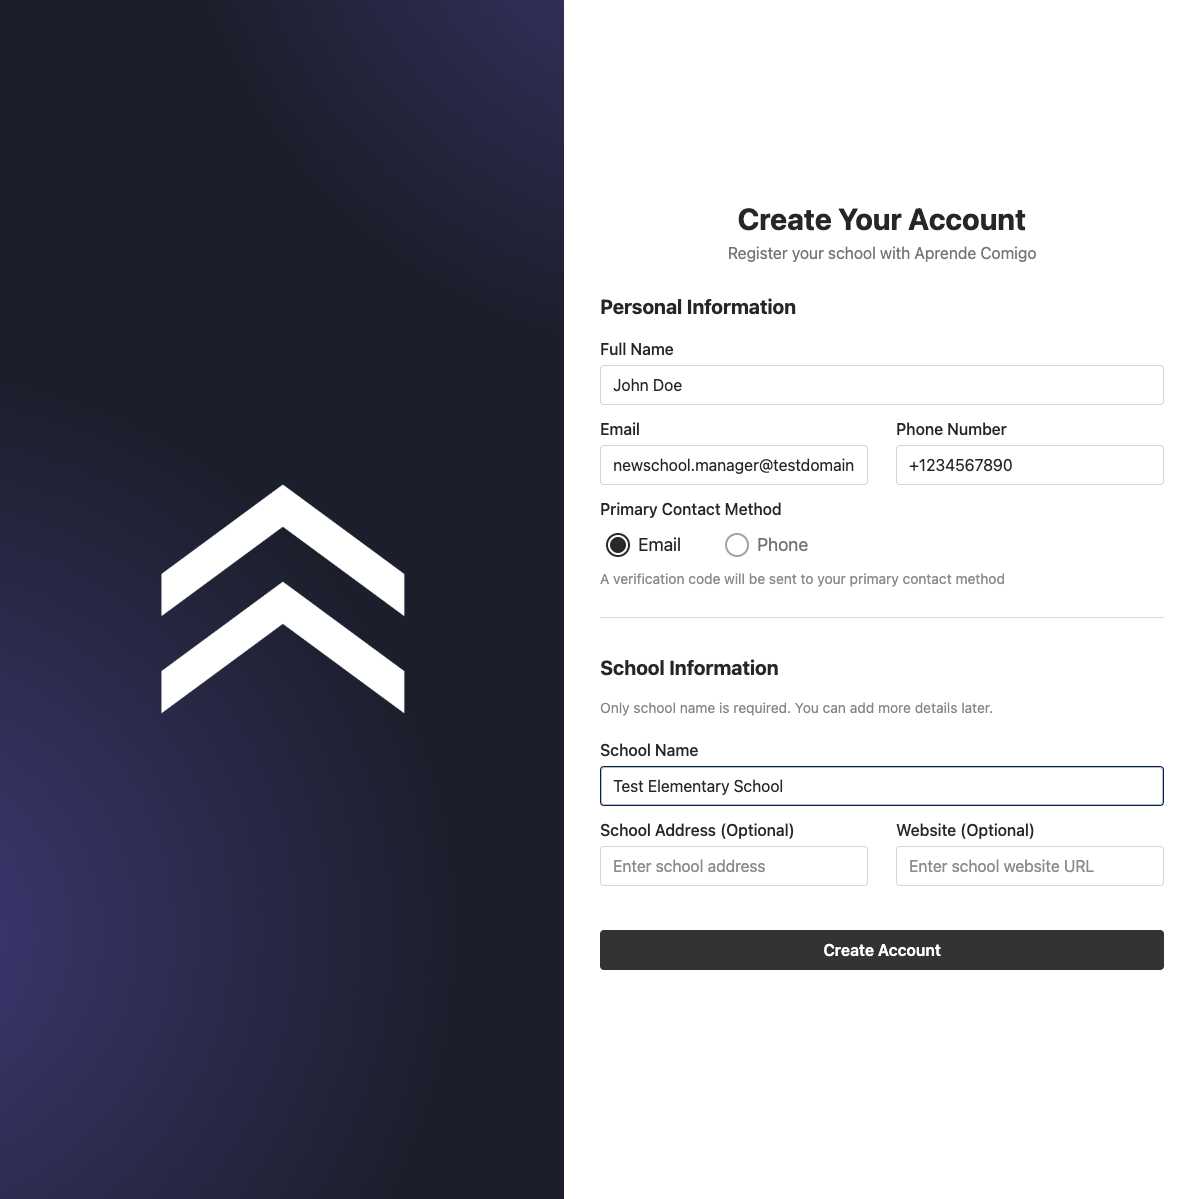 Create Your Account
Register your school with Aprende Comigo
Personal Information
Full Name
John Doe
Email
Phone Number
newschool.manager@testdomain
+1234567890
Primary Contact Method
Email
Phone
A verification code will be sent to your primary contact method
School Information
Only school name is required. You can add more details later.
School Name
Test Elementary School
School Address (Optional)
Website (Optional)
Enter school address
Enter school website URL
Create Account